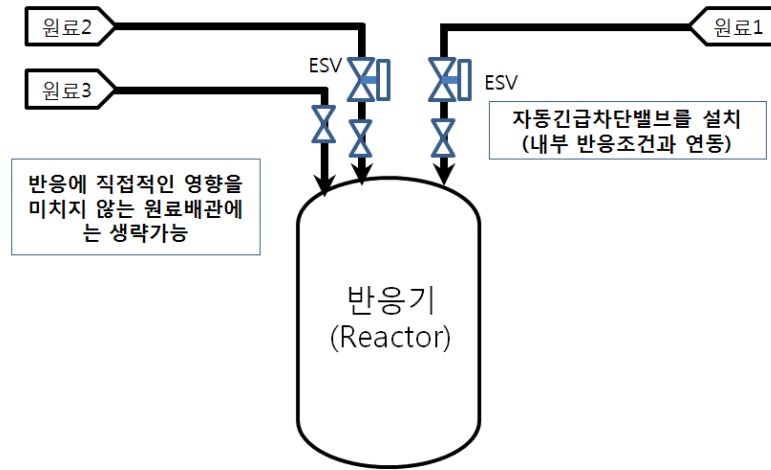 원료2
원료1
ESV
원료3
ESV
자동긴급차단밸브를 설치
(내부 반응조건과 연동)
반응에 직접적인 영향을
미치지 않는 원료배관에
는 생략가능
반응기
(Reactor)